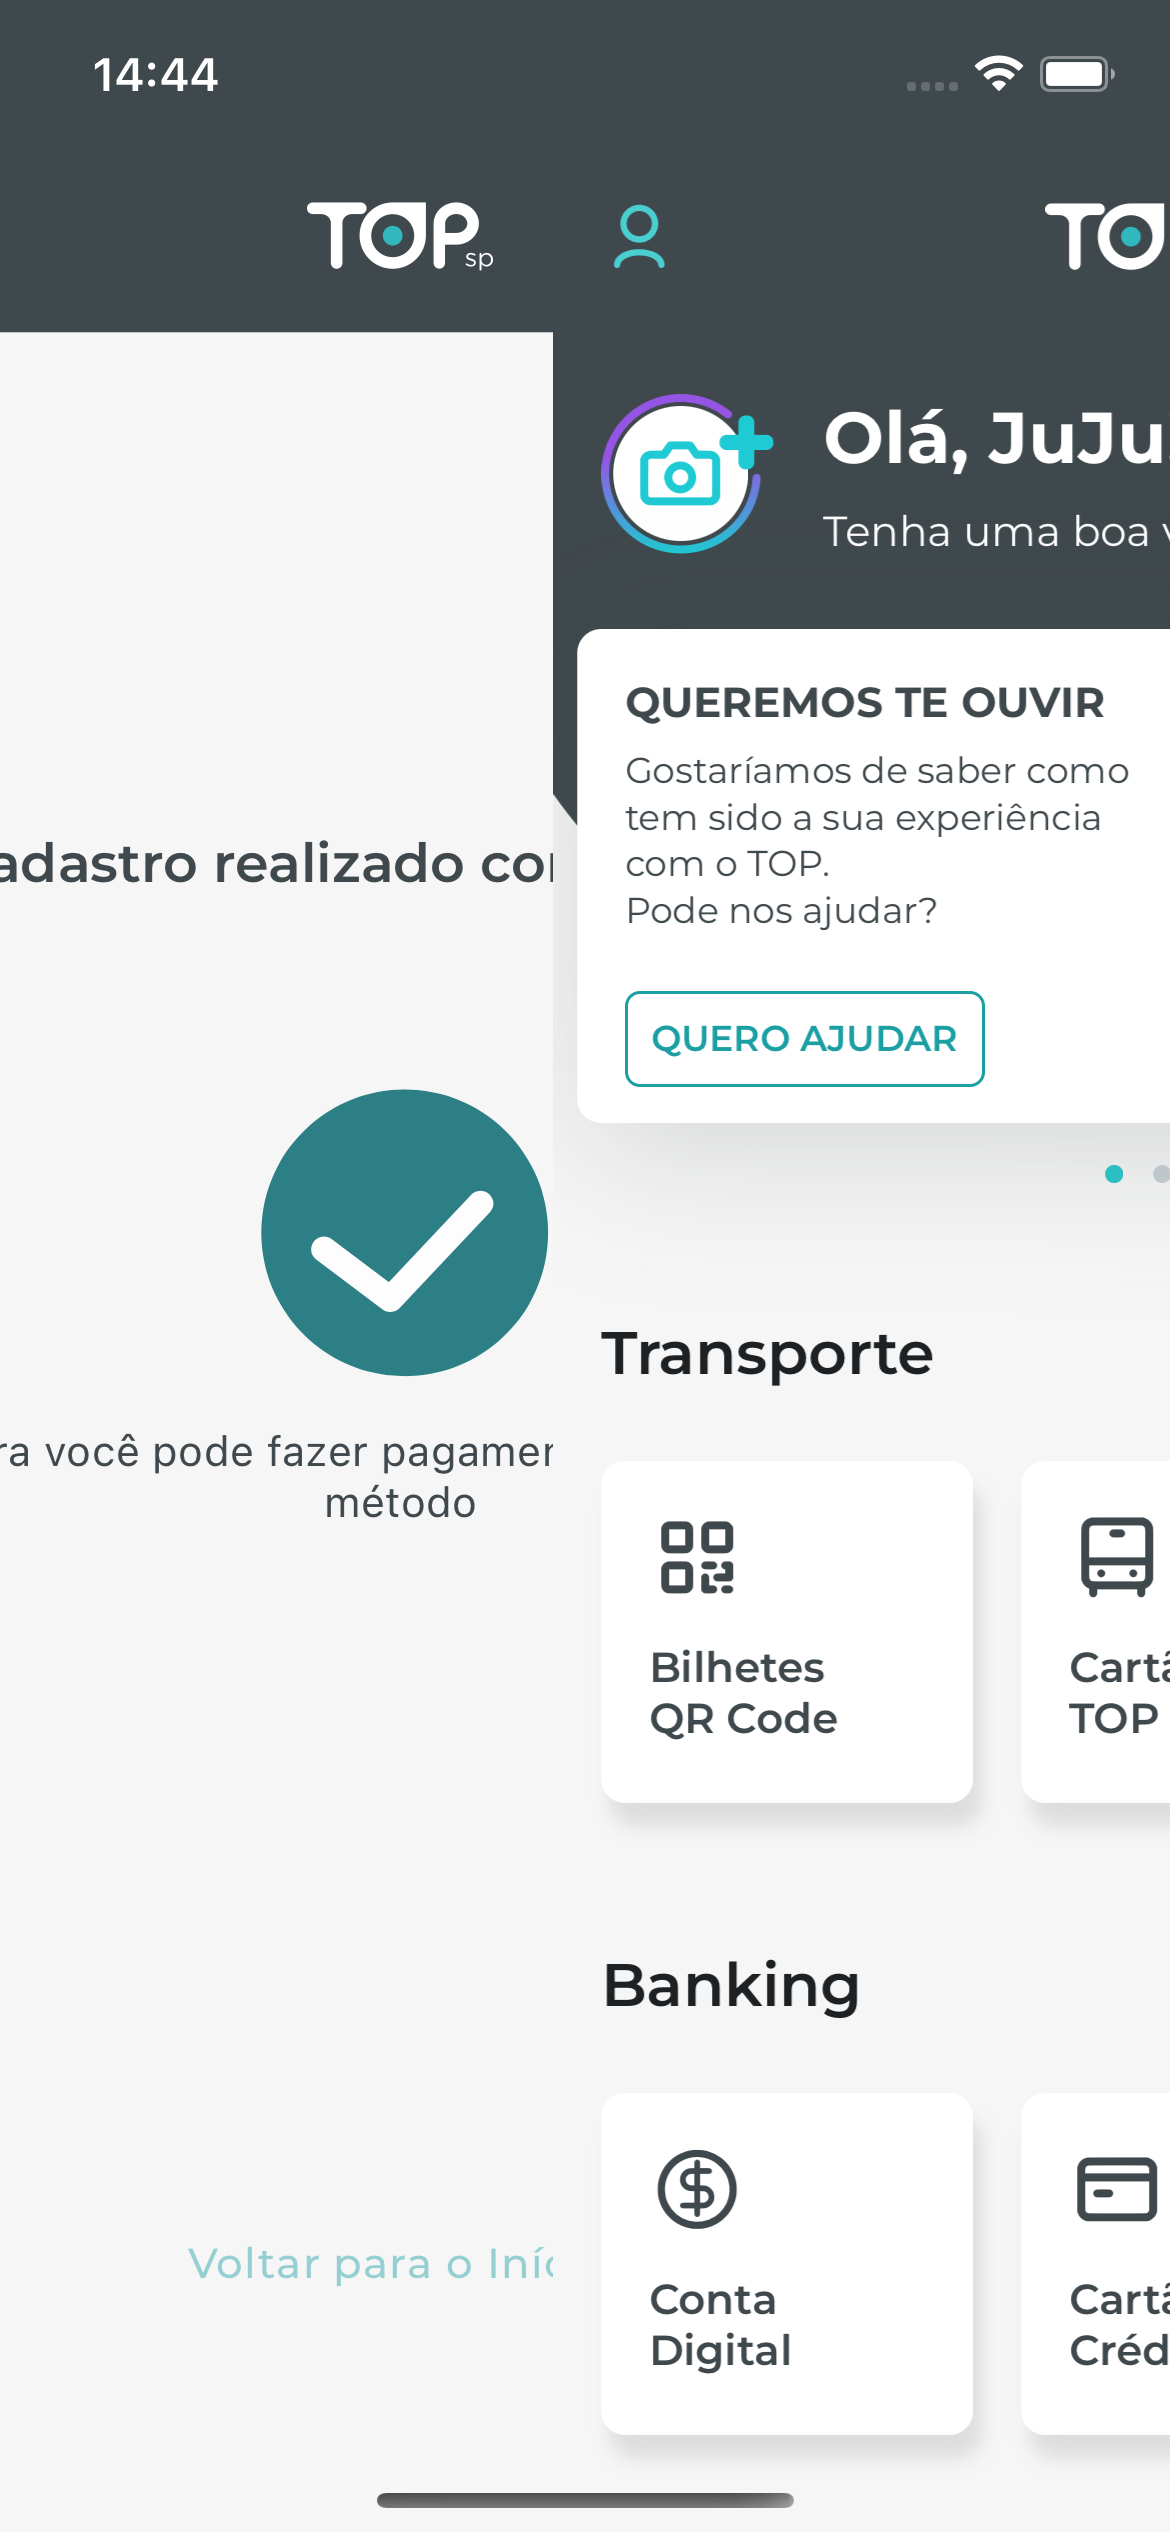 14:44
TOP
sp
TO
Olá, JuJu
Tenha uma boa
QUEREMOS TE OUVIR
Gostaríamos de saber como
tem sido a sua experiência
com o TOP.
Pode nos ajudar?
QUERO AJUDAR
adastro realizado co
ra você pode fazer pagamen
método
Transporte
Bilhetes
QR Code
Cartã
TOP
Banking
Conta
Digital
Cartã
Créd
Voltar para o Iníc